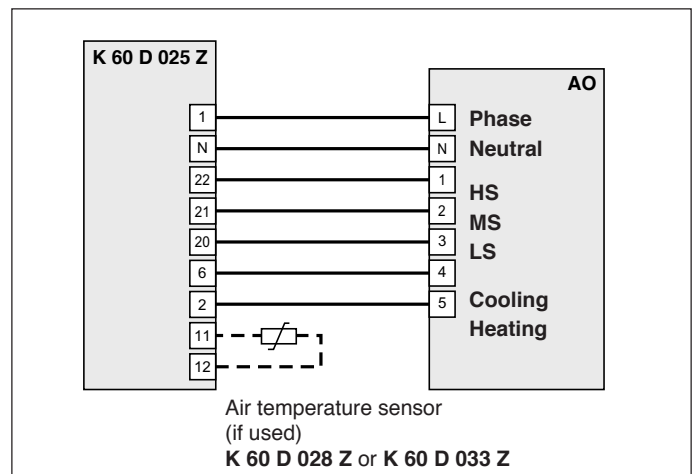 K 60 D 025 Z
AO
1
L
Phase
N
N
Neutral
22
1
HS
21
2
MS
20
3
LS
6
4
2
5
Cooling
Heating
11
12
Air temperature sensor
(if used)
K 60 D 028 Z or K 60 D 033 Z